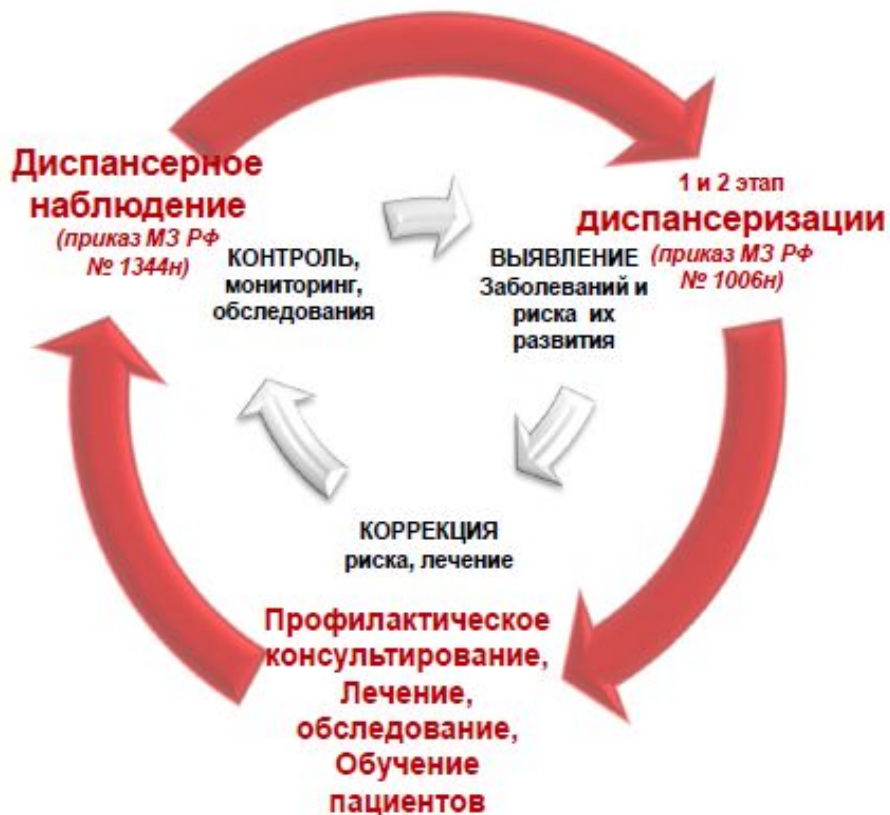 Диспансерное
наблюдение
(приказ МЗ РФ
№ 1344н)
1 и 2 этап
диспансеризации
(приказ МЗ РФ
№ 1006н)
КОНТРОЛЬ,
мониторинг,
обследования
ВЫЯВЛЕНИЕ
Заболеваний и
риска их
развития
КОРРЕКЦИЯ
риска, лечение
Профилактическое
консультирование,
Лечение,
обследование,
Обучение
пациентов